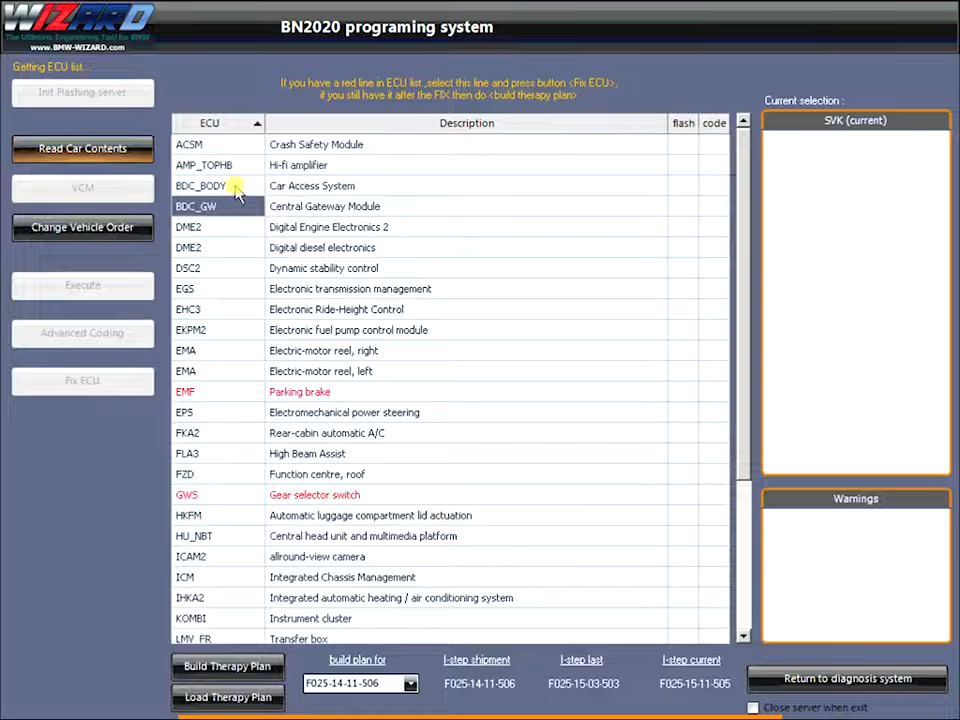 WIZARD
The Ultimate Engineering Tool for BMW
www.BMW-WIZARD.com
BN2020 programing system
Getting ECU list...
Init Flashing server
Read Car Contents
VCM
Change Vehicle Order
Execute
Advanced Coding
Fix ECU
If you have a red line in ECU list ,select this line and press button <Fix ECU>,
if you still have it after the FIX then do <build therapy plan>
ECU Description flash code
ACSM Crash Safety Module
AMP_TOPHB Hi-fi amplifier
BDC_BODY Car Access System
BDC_GW Central Gateway Module
DME2 Digital Engine Electronics 2
DME2 Digital diesel electronics
DSC2 Dynamic stability control
EGS Electronic transmission management
EHC3 Electronic Ride-Height Control
EKPM2 Electronic fuel pump control module
EMA Electric-motor reel, right
EMA Electric-motor reel, left
EMF Parking brake
EPS Electromechanical power steering
FKA2 Rear-cabin automatic A/C
FLA3 High Beam Assist
FZD Function centre, roof
GWS Gear selector switch
HKFM Automatic luggage compartment lid actuation
HU_NBT Central head unit and multimedia platform
ICAM2 allround-view camera
ICM Integrated Chassis Management
IHKA2 Integrated automatic heating / air conditioning system
KOMBI Instrument cluster
LMV_FR Transfer box
Current selection :
SVK (current)
Warnings
Build Therapy Plan
Load Therapy Plan
build plan for
F025-14-11-506
I-step shipment
F025-14-11-506
I-step last
F025-15-03-503
I-step current
F025-15-11-505
Return to diagnosis system
Close server when exit